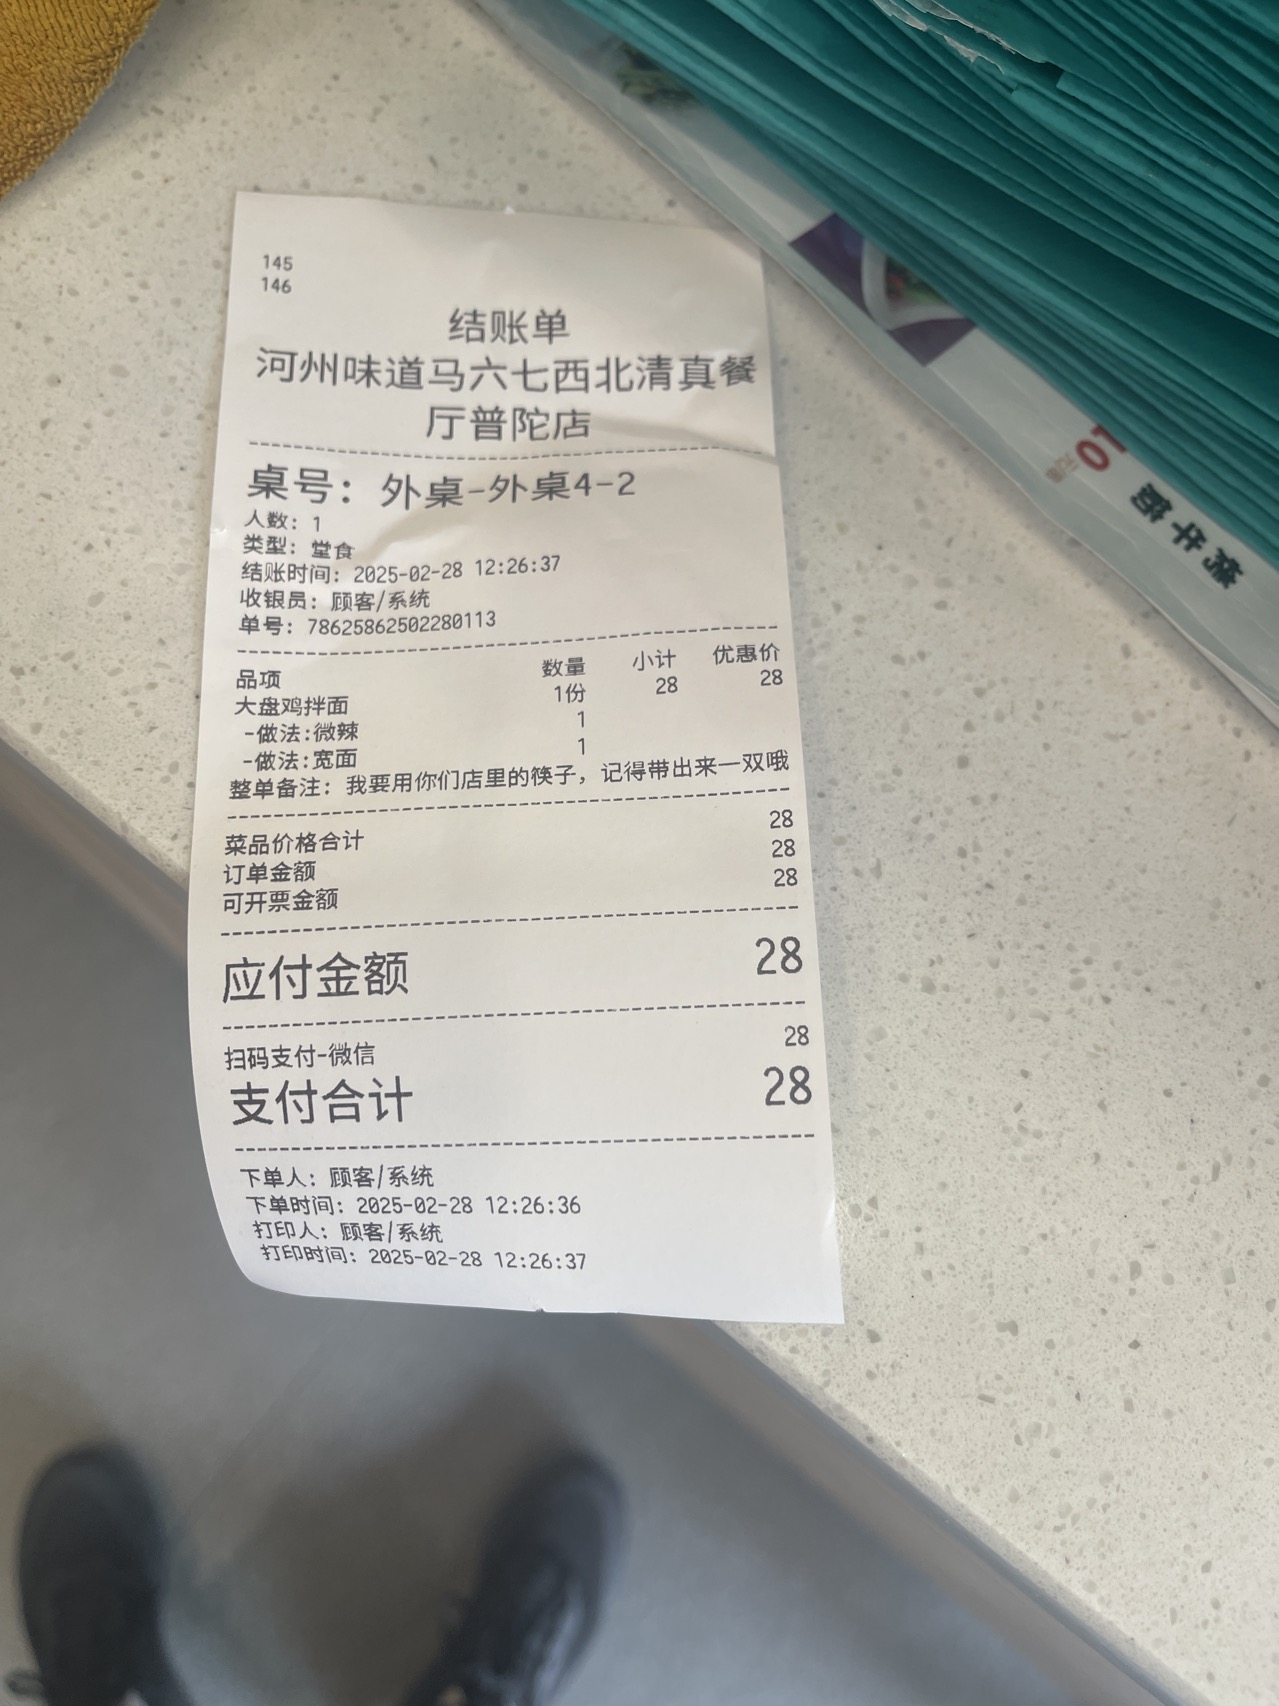 145
146
结账单
河州味道马六七西北清真餐
厅普陀店
桌号：外桌-外桌4-2
人数：1
类型：堂食
结账时间：2025-02-28 12:26:37
收银员：顾客/系统
单号：78625862502280113
品项 数量 小计 优惠价
大盘鸡拌面 1份 28 28
-做法:微辣 1
-做法:宽面 1
整单备注：我要用你们店里的筷子，记得带出来一双哦
菜品价格合计 28
订单金额 28
可开票金额 28
应付金额 28
扫码支付-微信 28
支付合计 28
下单人：顾客/系统
下单时间：2025-02-28 12:26:36
打印人：顾客/系统
打印时间：2025-02-28 12:26:37